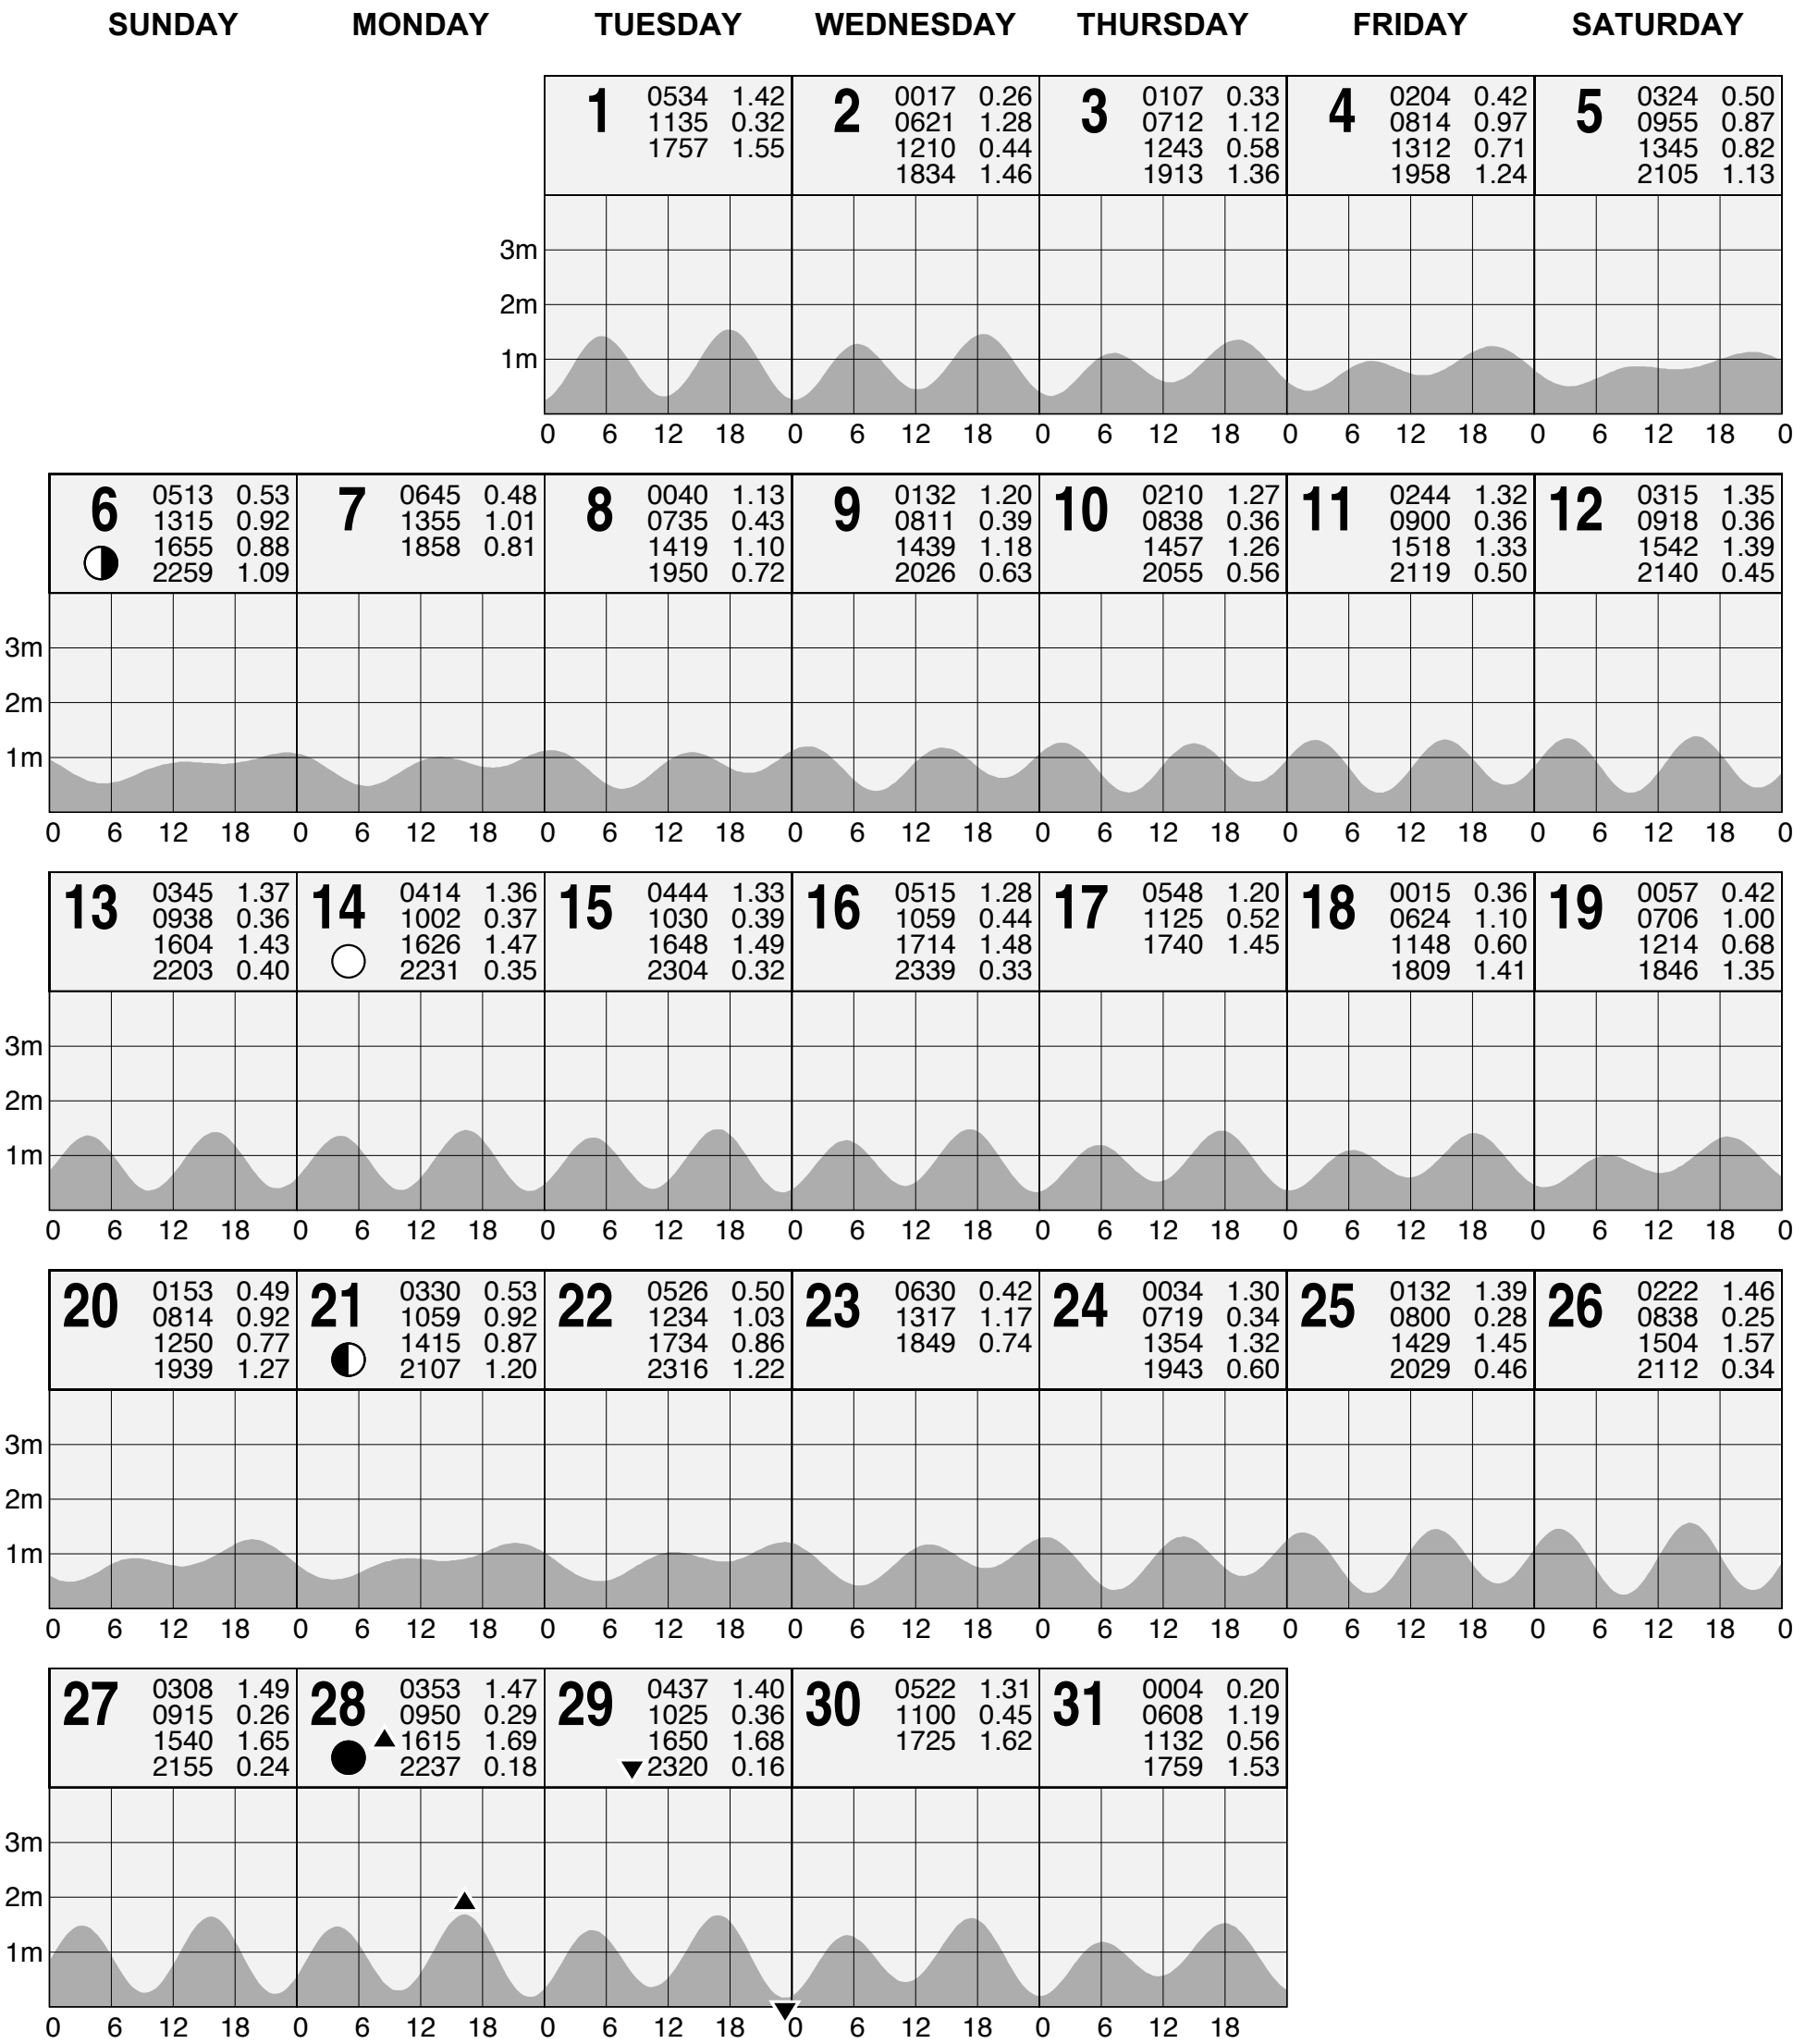 SUNDAY MONDAY TUESDAY WEDNESDAY THURSDAY FRIDAY SATURDAY
1 0534 1.42
1135 0.32
1757 1.55
2 0017 0.26
0621 1.28
1210 0.44
1834 1.46
3 0107 0.33
0712 1.12
1243 0.58
1913 1.36
4 0204 0.42
0814 0.97
1312 0.71
1958 1.24
5 0324 0.50
0955 0.87
1345 0.82
2105 1.13
3m
2m
1m
0 6 12 18 0 6 12 18 0 6 12 18 0 6 12 18 0 6 12 18 0
6 0513 0.53
1315 0.92
1655 0.88
2259 1.09
7 0645 0.48
1355 1.01
1858 0.81
8 0040 1.13
0735 0.43
1419 1.10
1950 0.72
9 0132 1.20
0811 0.39
1439 1.18
2026 0.63
10 0210 1.27
0838 0.36
1457 1.26
2055 0.56
11 0244 1.32
0900 0.36
1518 1.33
2119 0.50
12 0315 1.35
0918 0.36
1542 1.39
2140 0.45
3m
2m
1m
0 6 12 18 0 6 12 18 0 6 12 18 0 6 12 18 0 6 12 18 0 6 12 18 0 6 12 18 0
13 0345 1.37
0938 0.36
1604 1.43
2203 0.40
14 0414 1.36
1002 0.37
1626 1.47
2231 0.35
15 0444 1.33
1030 0.39
1648 1.49
2304 0.32
16 0515 1.28
1059 0.44
1714 1.48
2339 0.33
17 0548 1.20
1125 0.52
1740 1.45
18 0015 0.36
0624 1.10
1148 0.60
1809 1.41
19 0057 0.42
0706 1.00
1214 0.68
1846 1.35
3m
2m
1m
0 6 12 18 0 6 12 18 0 6 12 18 0 6 12 18 0 6 12 18 0 6 12 18 0 6 12 18 0
20 0153 0.49
0814 0.92
1250 0.77
1939 1.27
21 0330 0.53
1059 0.92
1415 0.87
2107 1.20
22 0526 0.50
1234 1.03
1734 0.86
2316 1.22
23 0630 0.42
1317 1.17
1849 0.74
24 0034 1.30
0719 0.34
1354 1.32
1943 0.60
25 0132 1.39
0800 0.28
1429 1.45
2029 0.46
26 0222 1.46
0838 0.25
1504 1.57
2112 0.34
3m
2m
1m
0 6 12 18 0 6 12 18 0 6 12 18 0 6 12 18 0 6 12 18 0 6 12 18 0 6 12 18 0
27 0308 1.49
0915 0.26
1540 1.65
2155 0.24
28 0353 1.47
0950 0.29
1615 1.69
2237 0.18
29 0437 1.40
1025 0.36
1650 1.68
2320 0.16
30 0522 1.31
1100 0.45
1725 1.62
31 0004 0.20
0608 1.19
1132 0.56
1759 1.53
3m
2m
1m
0 6 12 18 0 6 12 18 0 6 12 18 0 6 12 18 0 6 12 18